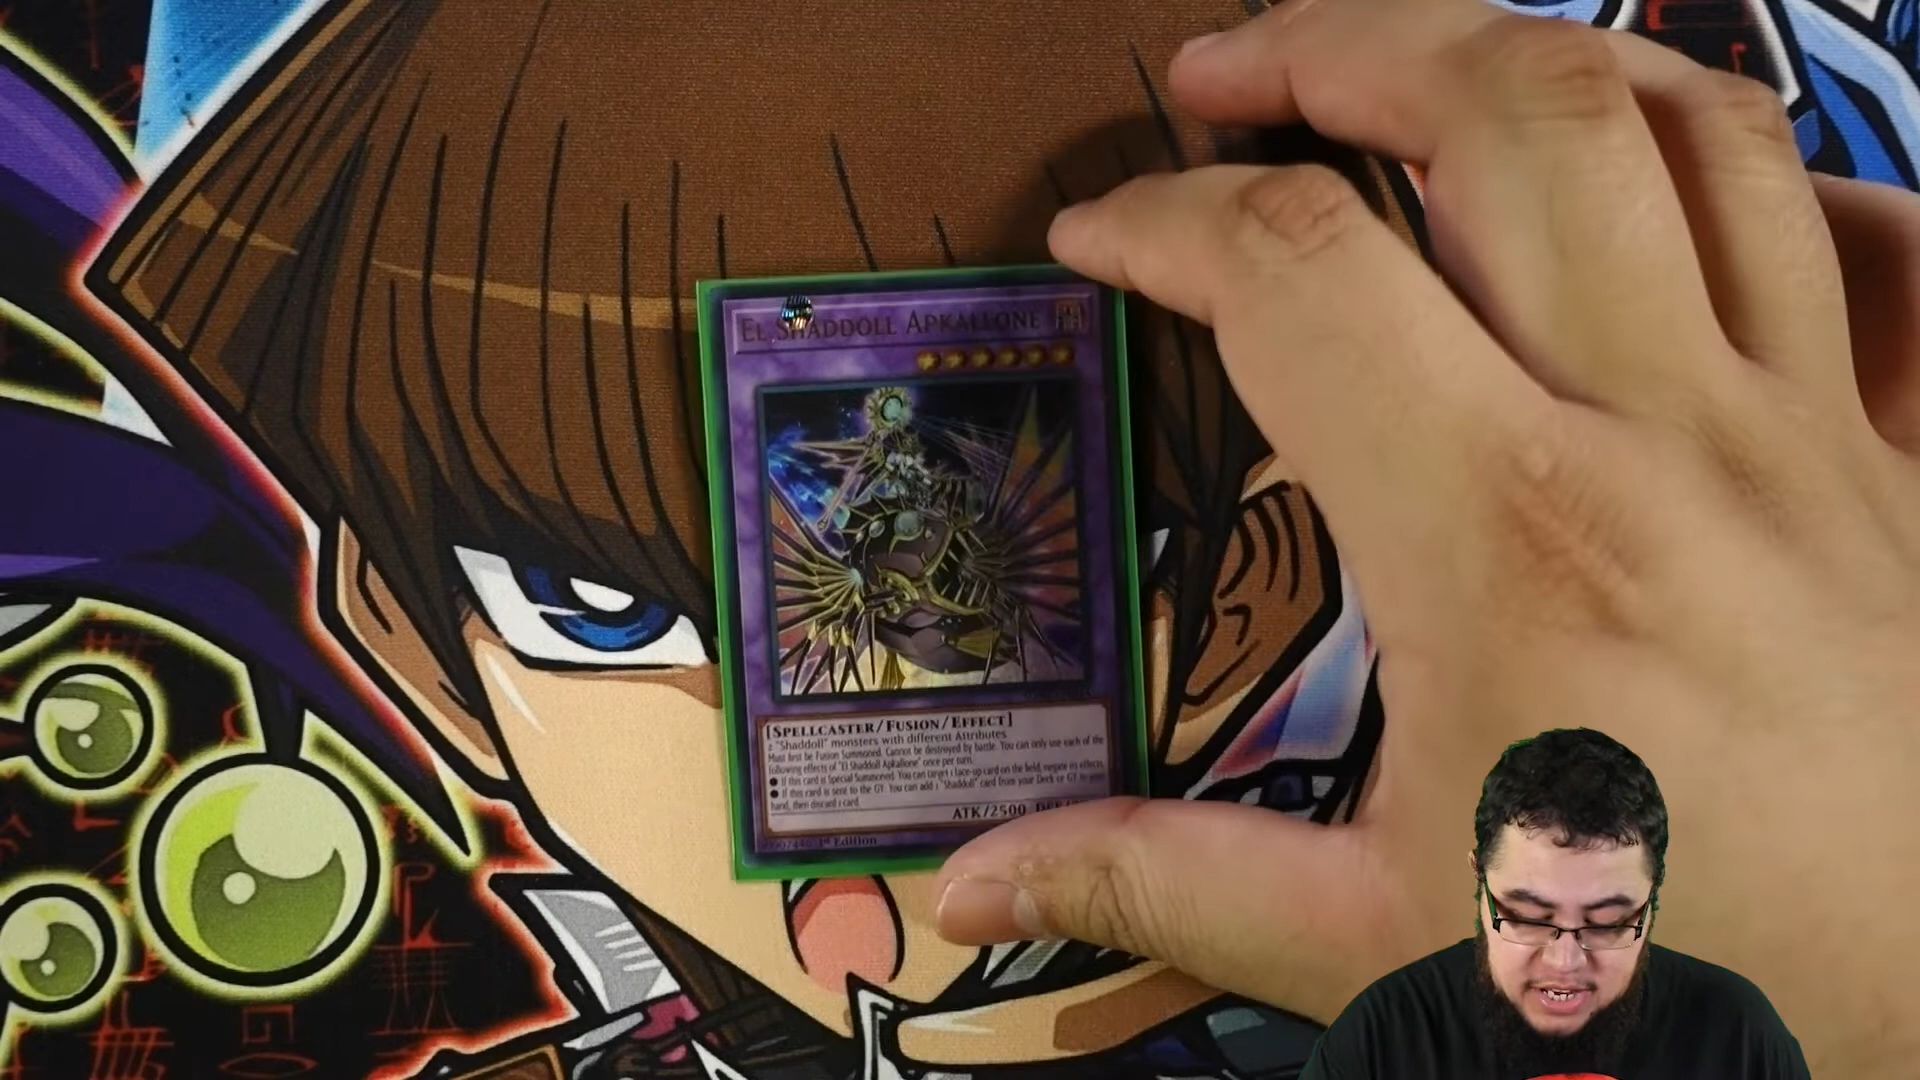 El Shaddoll Apkallone
[Spellcaster/Fusion/Effect]
2 "Shaddoll" monsters with different Attributes
Must first be Fusion Summoned. Cannot be destroyed by battle. You can only use each of the
following effects of "El Shaddoll Apkallone" once per turn.
● If this card is Special Summoned: You can target 1 face-up card on the field; negate its effects.
● If this card is sent to the GY: You can add 1 "Shaddoll" card from your Deck or GY to your
hand, then discard 1 card.
ATK/2500
1st Edition